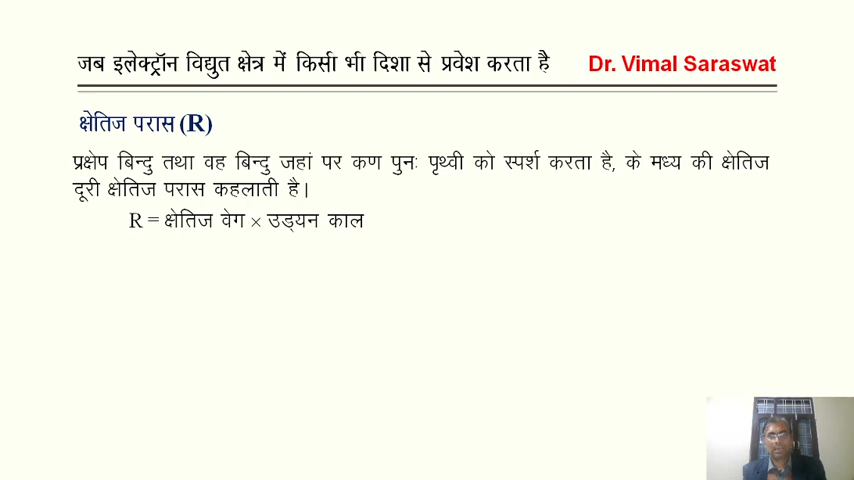 जब इलेक्ट्रॉन विद्युत क्षेत्र में किसी भी दिशा से प्रवेश करता है Dr. Vimal Saraswat
क्षेतिज परास (R)
प्रक्षेप बिन्दु तथा वह बिन्दु जहां पर कण पुनः पृथ्वी को स्पर्श करता है, के मध्य की क्षेतिज
दूरी क्षेतिज परास कहलाती है।
R = क्षेतिज वेग × उड्यन काल